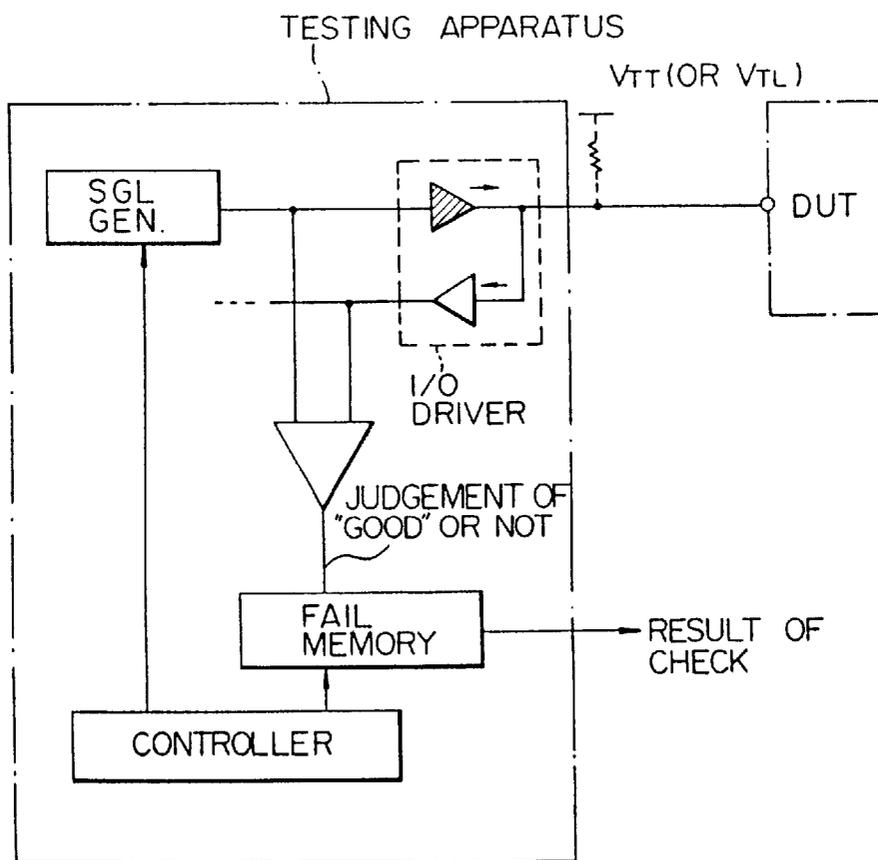 TESTING APPARATUS
VTT (OR VTL)
SGL
GEN.
DUT
I/O
DRIVER
JUDGEMENT OF
"GOOD" OR NOT
FAIL
MEMORY
RESULT OF
CHECK
CONTROLLER